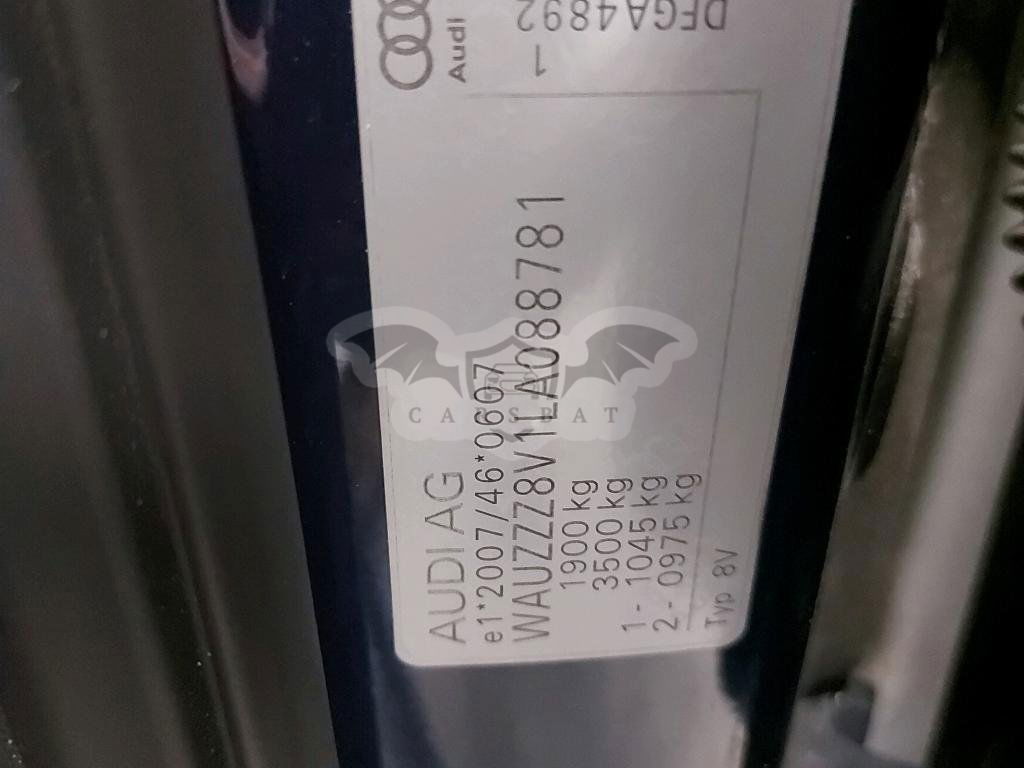 AUDI AG
e1*2007/46*0607
WAUZZZ8V1LA088781
1900 kg
3500 kg
1- 1045 kg
2- 0975 kg
Typ 8V
Audi
DFGA4892
CARSBAT